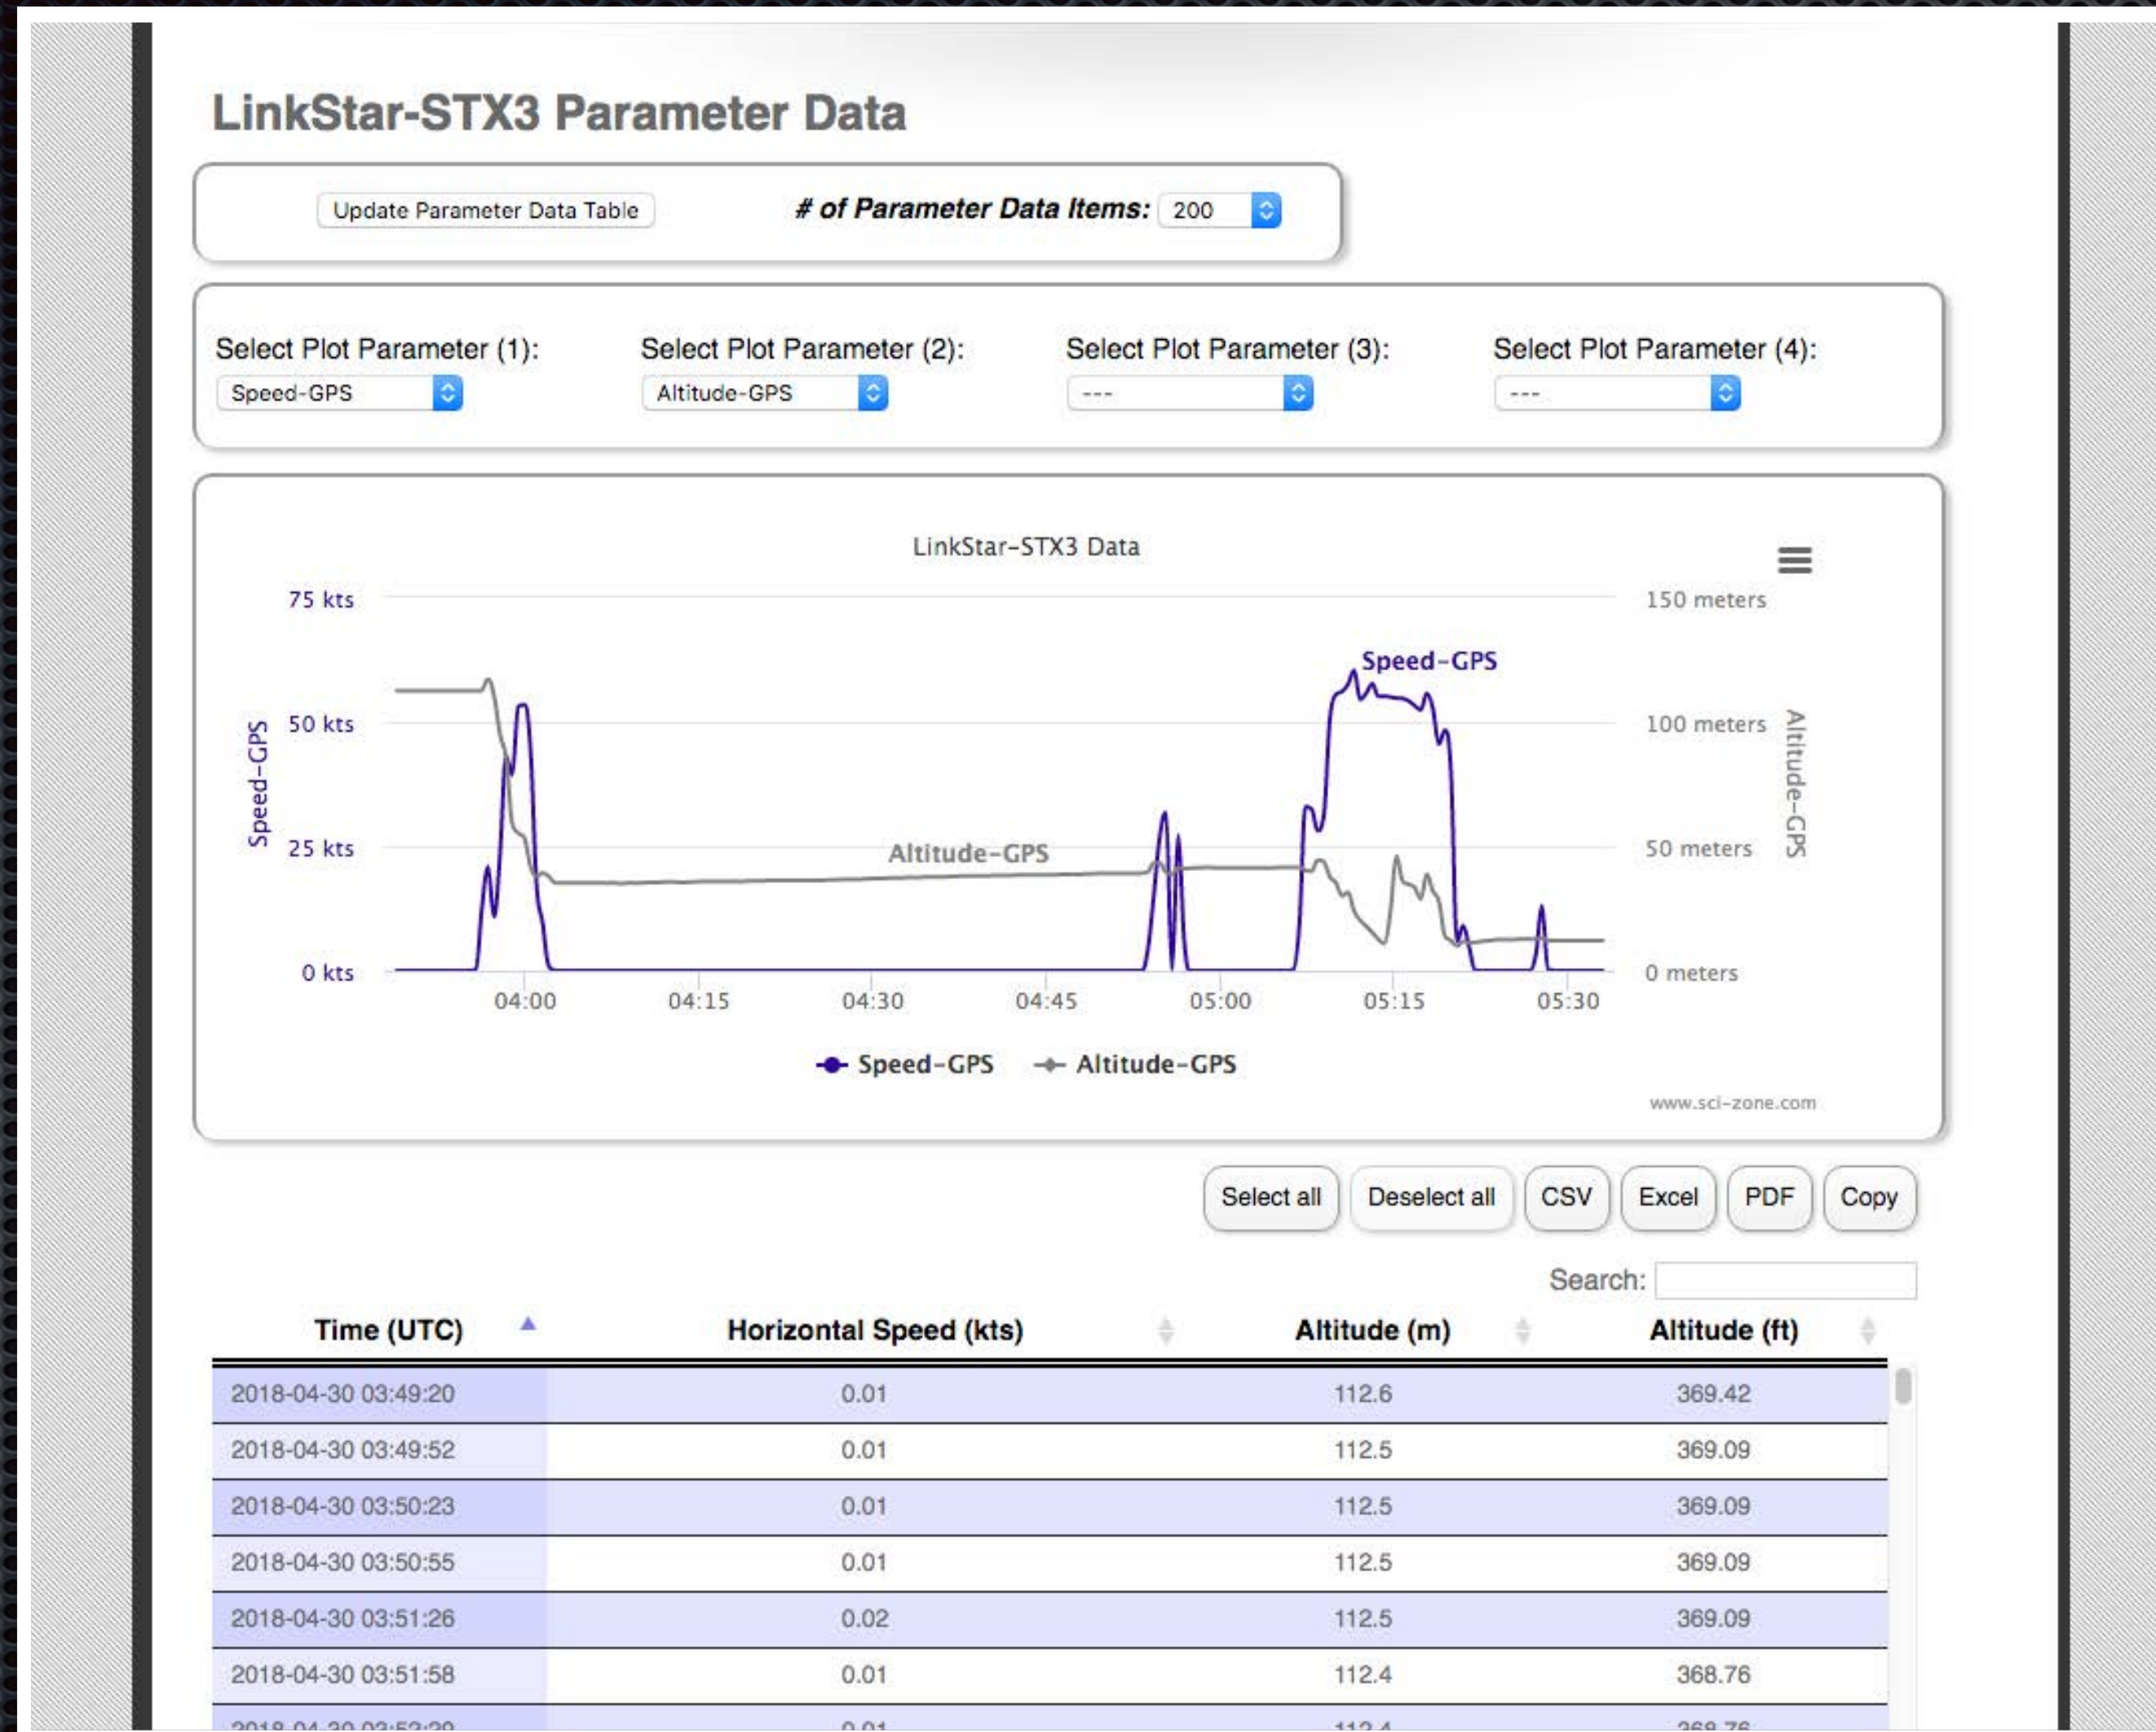 LinkStar-STX3 Parameter Data
Update Parameter Data Table # of Parameter Data Items: 200
Select Plot Parameter (1): Select Plot Parameter (2): Select Plot Parameter (3): Select Plot Parameter (4):
Speed-GPS Altitude-GPS --- ---
LinkStar-STX3 Data
75 kts 150 meters
Speed-GPS
50 kts 100 meters
Speed-GPS Altitude-GPS
25 kts Altitude-GPS 50 meters
0 kts 0 meters
04:00 04:15 04:30 04:45 05:00 05:15 05:30
Speed-GPS Altitude-GPS
www.sci-zone.com
Select all Deselect all CSV Excel PDF Copy
Search:
Time (UTC) Horizontal Speed (kts) Altitude (m) Altitude (ft)
2018-04-30 03:49:20 0.01 112.6 369.42
2018-04-30 03:49:52 0.01 112.5 369.09
2018-04-30 03:50:23 0.01 112.5 369.09
2018-04-30 03:50:55 0.01 112.5 369.09
2018-04-30 03:51:26 0.02 112.5 369.09
2018-04-30 03:51:58 0.01 112.4 368.76